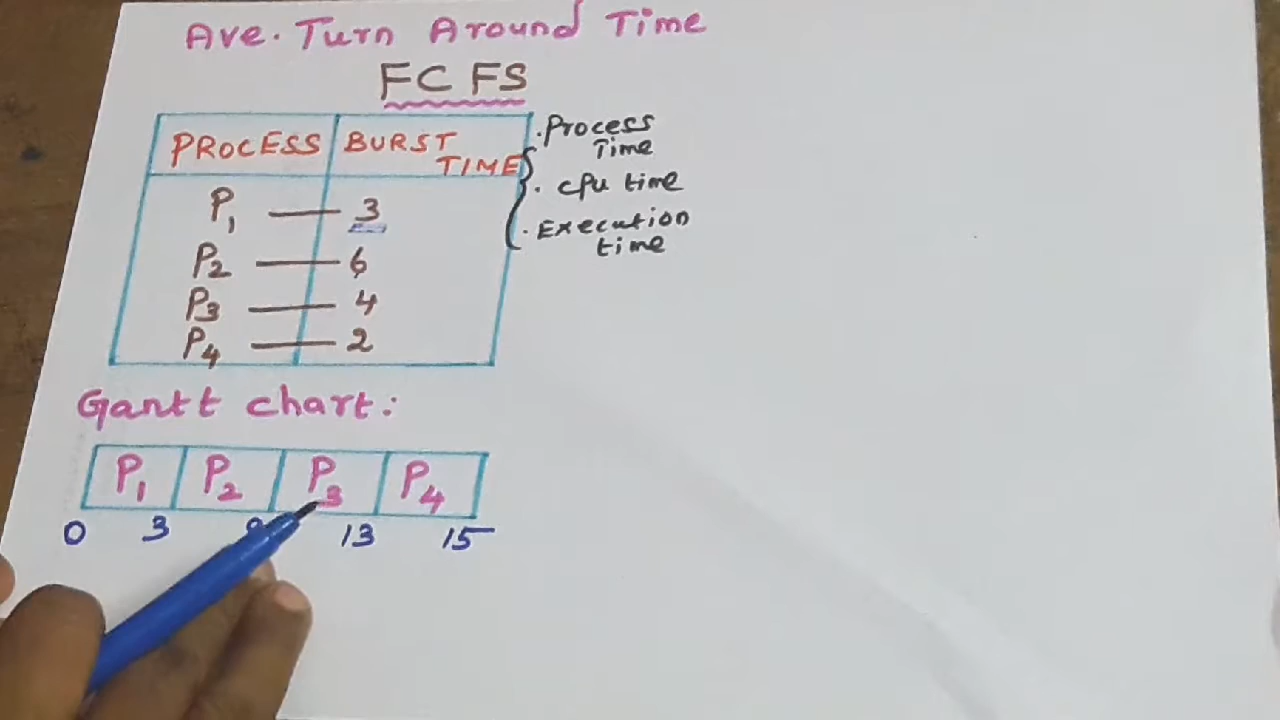 Ave. Turn Around Time
FCFS
PROCESS BURST TIME
P1 — 3
P2 — 6
P3 — 4
P4 — 2
. Process Time
. cpu time
. Execution time
Gantt chart:
P1 P2 P3 P4
0 3 13 15